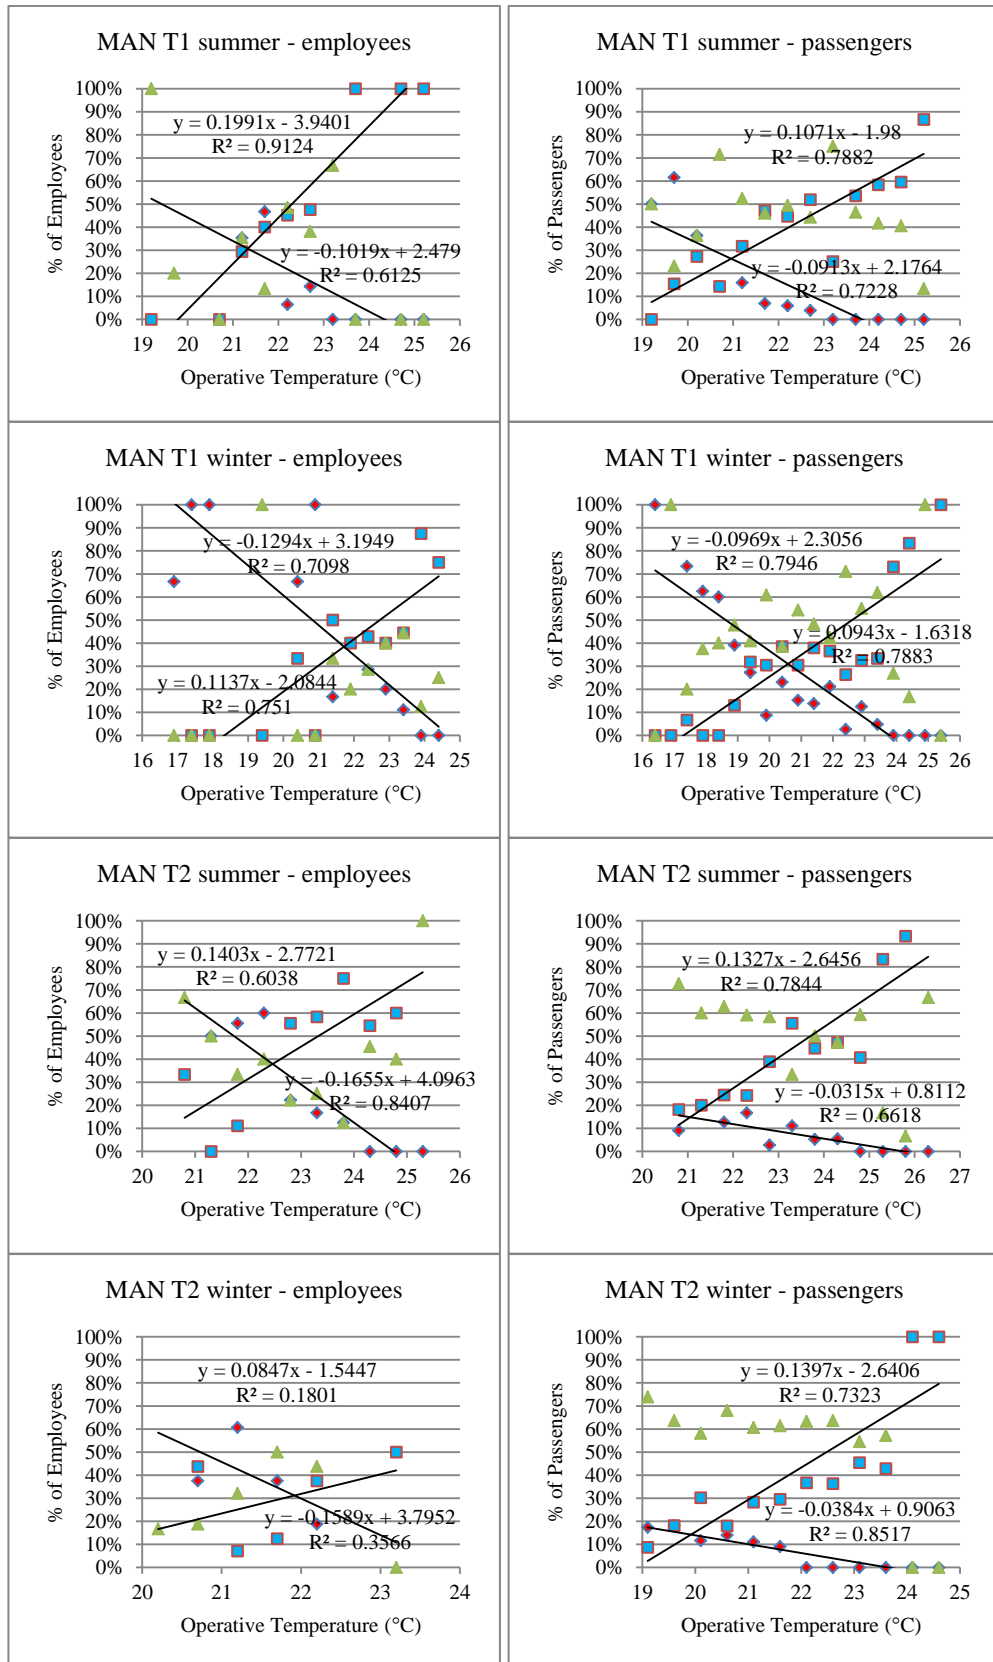 MAN T1 summer - employees
100%
90%
80%
70%
60%
50%
40%
30%
20%
10%
0%
% of Employees
y = 0.1991x - 3.9401
R² = 0.9124
y = -0.1019x + 2.479
R² = 0.6125
19 20 21 22 23 24 25 26
Operative Temperature (°C)
MAN T1 summer - passengers
100%
90%
80%
70%
60%
50%
40%
30%
20%
10%
0%
% of Passengers
y = 0.1071x - 1.98
R² = 0.7882
y = -0.0913x + 2.1764
R² = 0.7228
19 20 21 22 23 24 25 26
Operative Temperature (°C)
MAN T1 winter - employees
100%
90%
80%
70%
60%
50%
40%
30%
20%
10%
0%
% of Employees
y = -0.1294x + 3.1949
R² = 0.7098
y = 0.1137x - 2.0844
R² = 0.751
16 17 18 19 20 21 22 23 24 25
Operative Temperature (°C)
MAN T1 winter - passengers
100%
90%
80%
70%
60%
50%
40%
30%
20%
10%
0%
% of Passengers
y = -0.0969x + 2.3056
R² = 0.7946
y = 0.0943x - 1.6318
R² = 0.7883
16 17 18 19 20 21 22 23 24 25 26
Operative Temperature (°C)
MAN T2 summer - employees
100%
90%
80%
70%
60%
50%
40%
30%
20%
10%
0%
% of Employees
y = 0.1403x - 2.7721
R² = 0.6038
y = -0.1655x + 4.0963
R² = 0.8407
20 21 22 23 24 25 26
Operative Temperature (°C)
MAN T2 summer - passengers
100%
90%
80%
70%
60%
50%
40%
30%
20%
10%
0%
% of Passengers
y = 0.1327x - 2.6456
R² = 0.7844
y = -0.0315x + 0.8112
R² = 0.6618
20 21 22 23 24 25 26 27
Operative Temperature (°C)
MAN T2 winter - employees
100%
90%
80%
70%
60%
50%
40%
30%
20%
10%
0%
% of Employees
y = 0.0847x - 1.5447
R² = 0.1801
y = -0.1589x + 3.7952
R² = 0.3566
20 21 22 23 24
Operative Temperature (°C)
MAN T2 winter - passengers
100%
90%
80%
70%
60%
50%
40%
30%
20%
10%
0%
% of Passengers
y = 0.1397x - 2.6406
R² = 0.7323
y = -0.0384x + 0.9063
R² = 0.8517
19 20 21 22 23 24 25
Operative Temperature (°C)